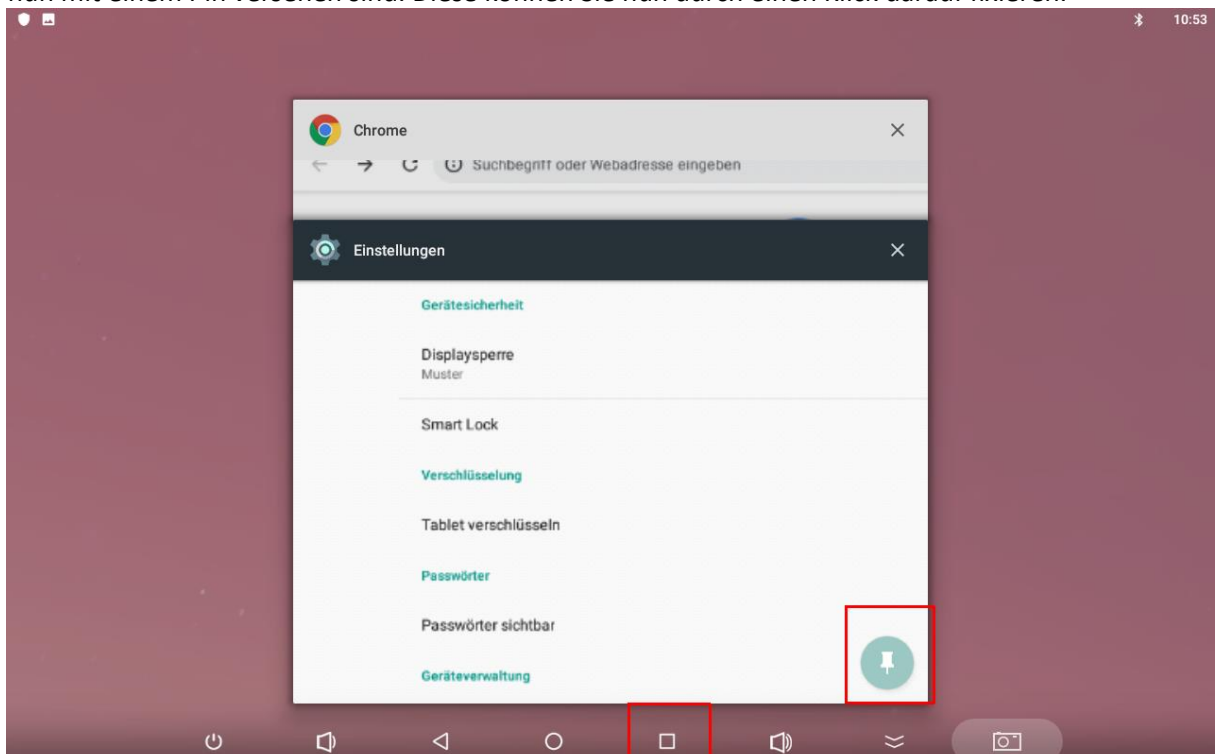 10:53
Chrome
Suchbegriff oder Webadresse eingeben
Einstellungen
Gerätesicherheit
Displaysperre
Muster
Smart Lock
Verschlüsselung
Tablet verschlüsseln
Passwörter
Passwörter sichtbar
Geräteverwaltung